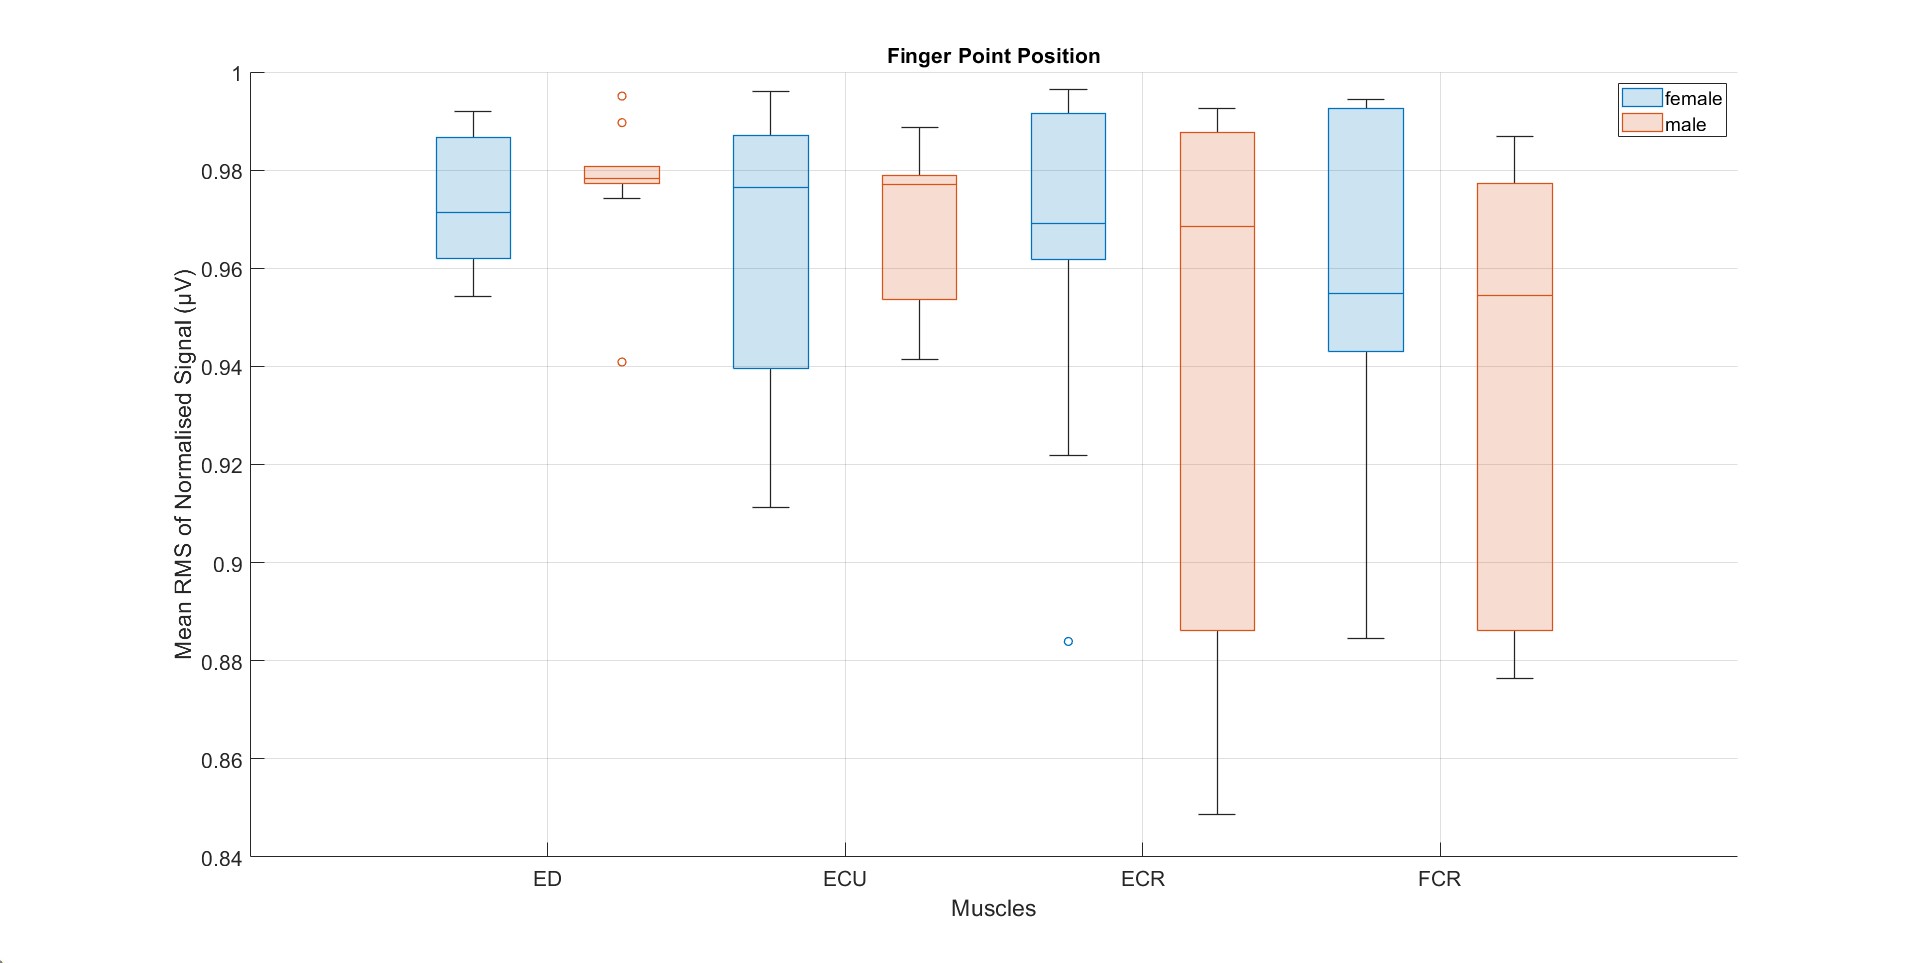 Finger Point Position
1
0.98
0.96
0.94
0.92
0.9
0.88
0.86
0.84
Mean RMS of Normalised Signal (µV)
female
male
ED
ECU
ECR
FCR
Muscles